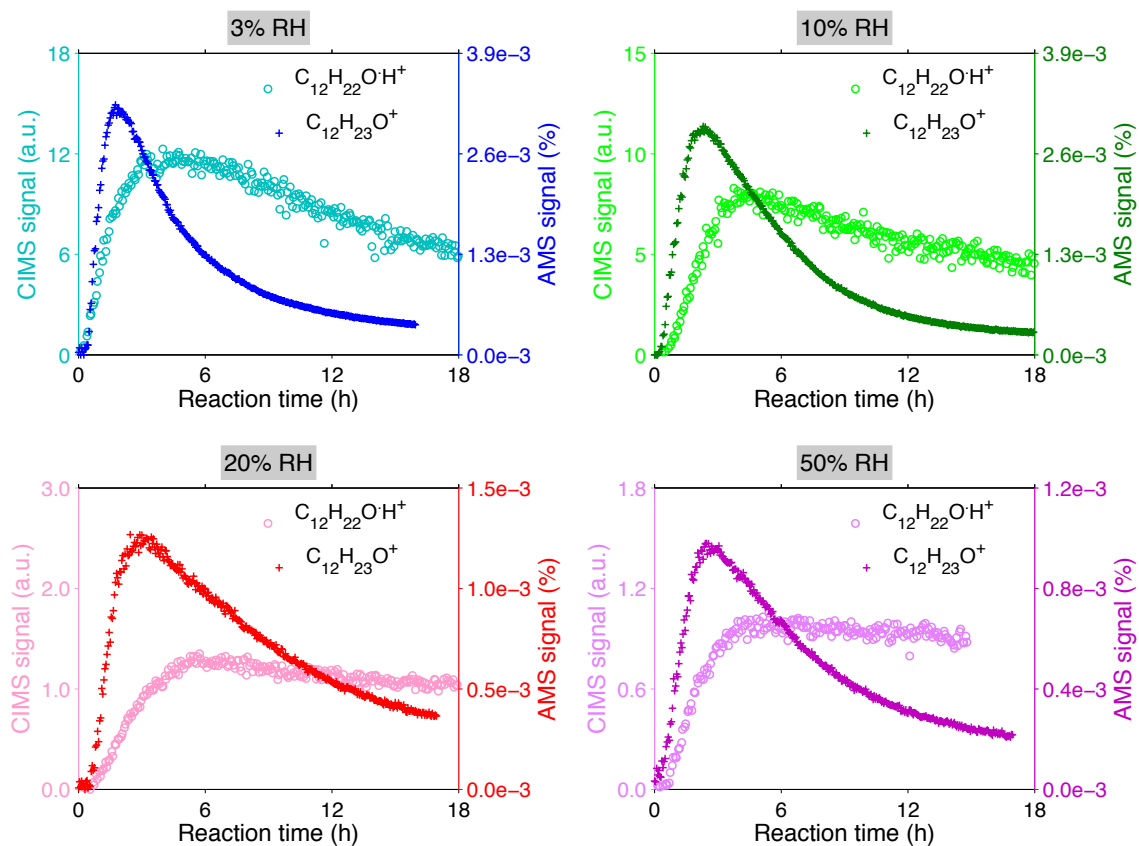 3% RH
18
12
6
0
CIMS signal (a.u.)
C₁₂H₂₂O·H⁺
C₁₂H₂₃O⁺
3.9e−3
2.6e−3
1.3e−3
0.0e−3
AMS signal (%)
0 6 12 18
Reaction time (h)
10% RH
15
10
5
0
CIMS signal (a.u.)
C₁₂H₂₂O·H⁺
C₁₂H₂₃O⁺
3.9e−3
2.6e−3
1.3e−3
0.0e−3
AMS signal (%)
0 6 12 18
Reaction time (h)
20% RH
3.0
2.0
1.0
0.0
CIMS signal (a.u.)
C₁₂H₂₂O·H⁺
C₁₂H₂₃O⁺
1.5e−3
1.0e−3
0.5e−3
0.0e−3
AMS signal (%)
0 6 12 18
Reaction time (h)
50% RH
1.8
1.2
0.6
0.0
CIMS signal (a.u.)
C₁₂H₂₂O·H⁺
C₁₂H₂₃O⁺
1.2e−3
0.8e−3
0.4e−3
0.0e−3
AMS signal (%)
0 6 12 18
Reaction time (h)